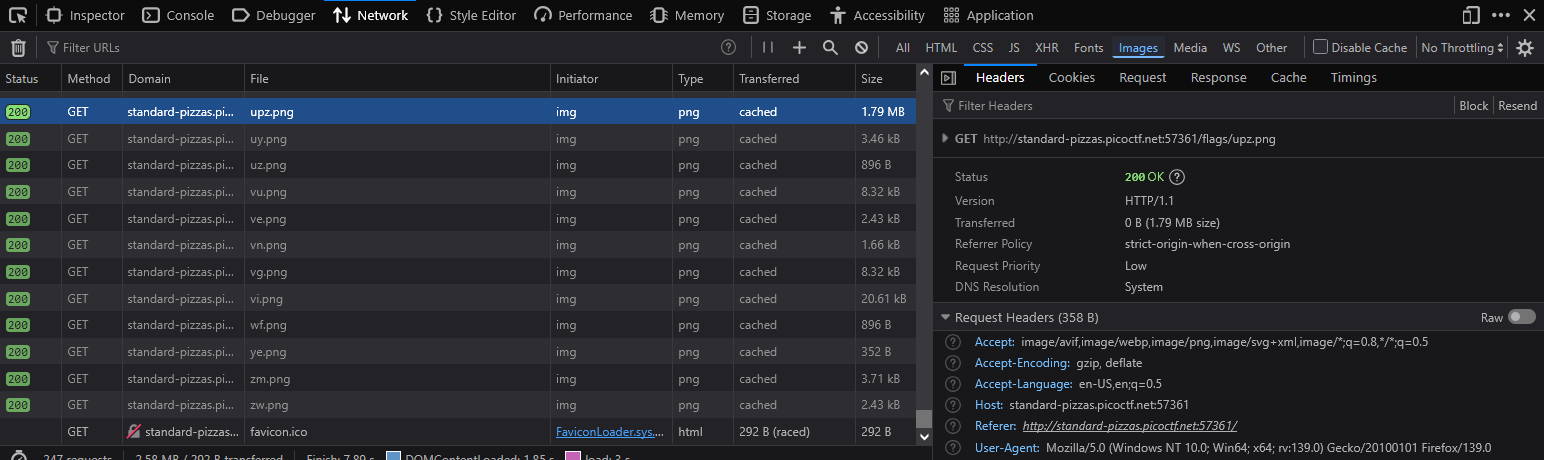 Inspector Console Debugger Network Style Editor Performance Memory Storage Accessibility Application
Filter URLs All HTML CSS JS XHR Fonts Images Media WS Other Disable Cache No Throttling
Status Method Domain File Initiator Type Transferred Size
200 GET standard-pizzas.pi... upz.png img png cached 1.79 MB
200 GET standard-pizzas.pi... uy.png img png cached 3.46 kB
200 GET standard-pizzas.pi... uz.png img png cached 896 B
200 GET standard-pizzas.pi... vu.png img png cached 8.32 kB
200 GET standard-pizzas.pi... ve.png img png cached 2.43 kB
200 GET standard-pizzas.pi... vn.png img png cached 1.66 kB
200 GET standard-pizzas.pi... vg.png img png cached 8.32 kB
200 GET standard-pizzas.pi... vi.png img png cached 20.61 kB
200 GET standard-pizzas.pi... wf.png img png cached 896 B
200 GET standard-pizzas.pi... ye.png img png cached 352 B
200 GET standard-pizzas.pi... zm.png img png cached 3.71 kB
200 GET standard-pizzas.pi... zw.png img png cached 2.43 kB
GET standard-pizzas... favicon.ico FaviconLoader.sys.... html 292 B (raced) 292 B
247 requests 2.58 MB / 292 B transferred Finish: 7.89 s DOMContentLoaded: 1.85 s load: 3 s
Headers Cookies Request Response Cache Timings
Filter Headers Block Resend
GET http://standard-pizzas.picoctf.net:57361/flags/upz.png
Status 200 OK
Version HTTP/1.1
Transferred 0 B (1.79 MB size)
Referrer Policy strict-origin-when-cross-origin
Request Priority Low
DNS Resolution System
Request Headers (358 B) Raw
Accept: image/avif,image/webp,image/png,image/svg+xml,image/*;q=0.8,*/*;q=0.5
Accept-Encoding: gzip, deflate
Accept-Language: en-US,en;q=0.5
Host: standard-pizzas.picoctf.net:57361
Referer: http://standard-pizzas.picoctf.net:57361/
User-Agent: Mozilla/5.0 (Windows NT 10.0; Win64; x64; rv:139.0) Gecko/20100101 Firefox/139.0